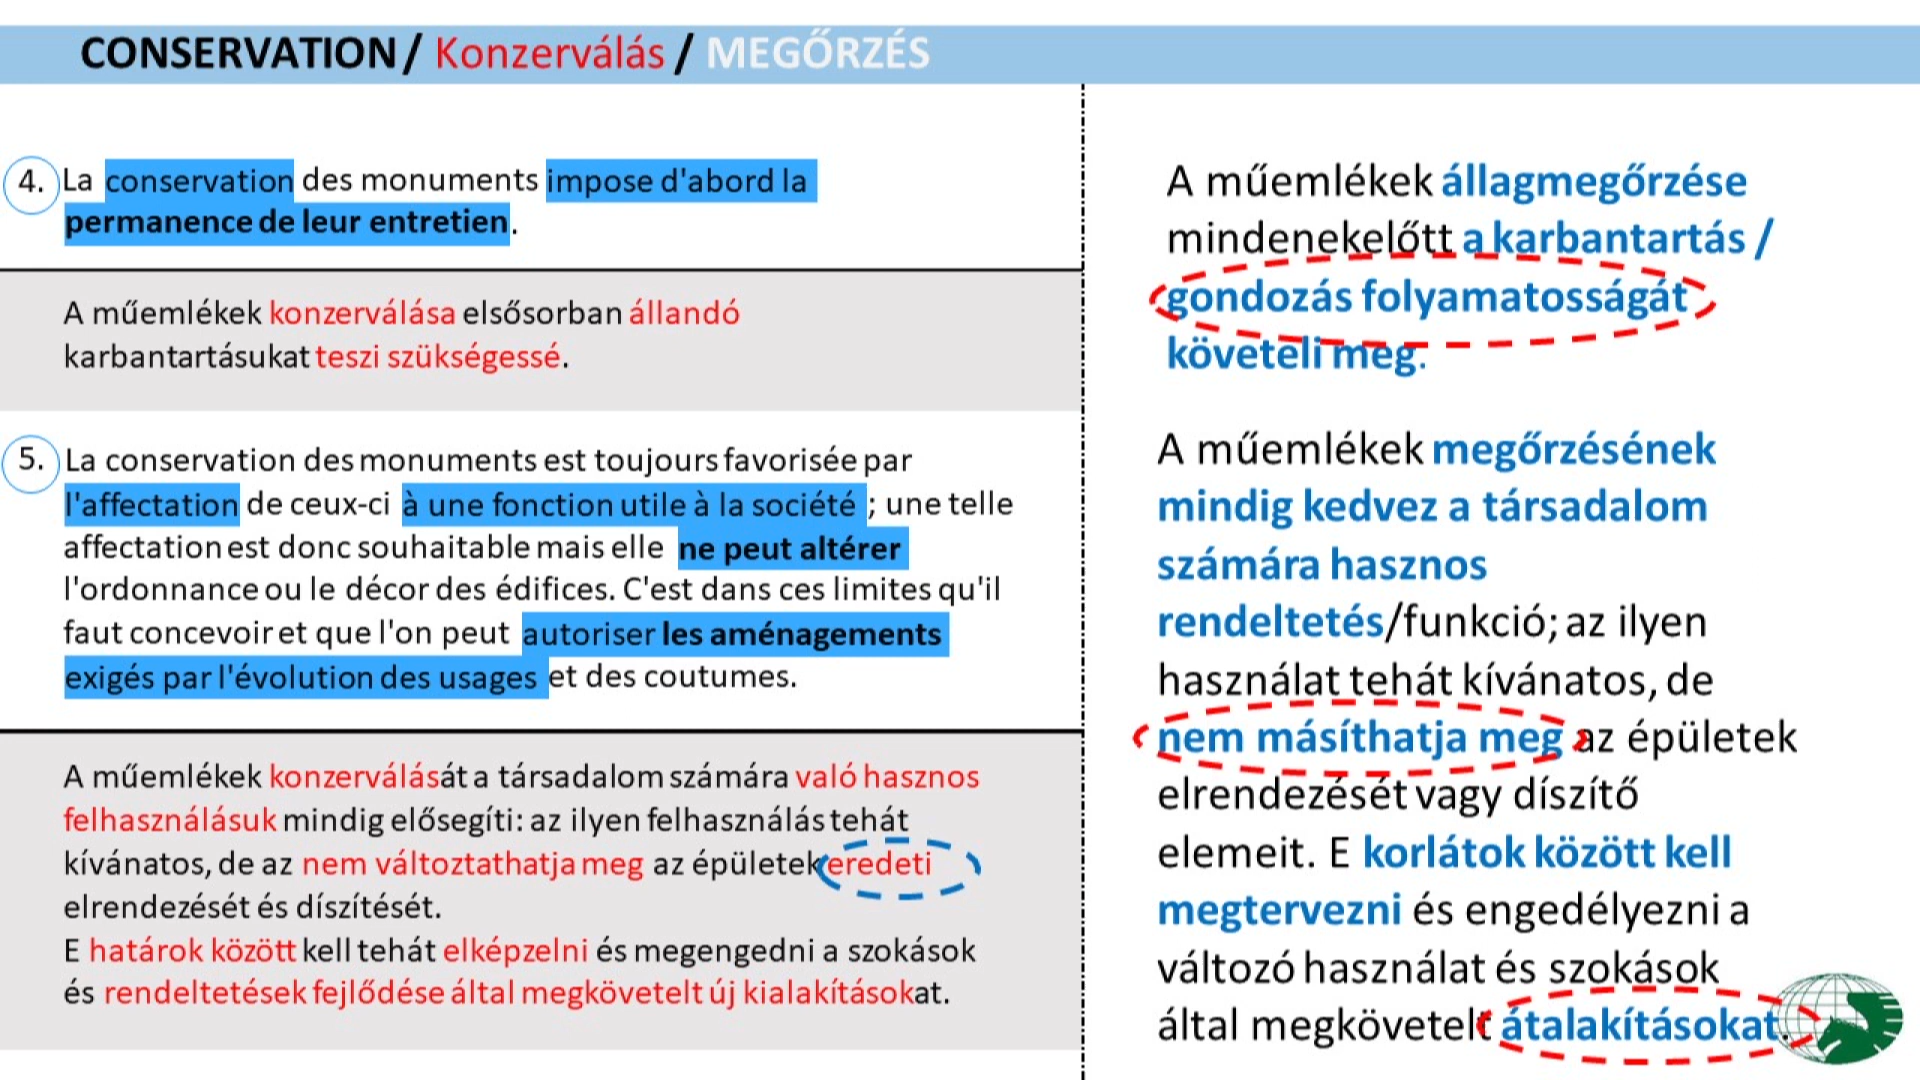 CONSERVATION / Konzerválás / MEGŐRZÉS
4. La conservation des monuments impose d'abord la
permanence de leur entretien.
A műemlékek konzerválása elsősorban állandó
karbantartásukat teszi szükségessé.
5. La conservation des monuments est toujours favorisée par
l'affectation de ceux-ci à une fonction utile à la société ; une telle
affectation est donc souhaitable mais elle ne peut altérer
l'ordonnance ou le décor des édifices. C'est dans ces limites qu'il
faut concevoir et que l'on peut autoriser les aménagements
exigés par l'évolution des usages et des coutumes.
A műemlékek konzerválását a társadalom számára való hasznos
felhasználásuk mindig elősegíti: az ilyen felhasználás tehát
kívánatos, de az nem változtathatja meg az épületek eredeti
elrendezését és díszítését.
E határok között kell tehát elképzelni és megengedni a szokások
és rendeltetések fejlődése által megkövetelt új kialakításokat.
A műemlékek állagmegőrzése
mindenekelőtt a karbantartás /
gondozás folyamatosságát
követeli meg.
A műemlékek megőrzésének
mindig kedvez a társadalom
számára hasznos
rendeltetés/funkció; az ilyen
használat tehát kívánatos, de
nem másíthatja meg az épületek
elrendezését vagy díszítő
elemeit. E korlátok között kell
megtervezni és engedélyezni a
változó használat és szokások
által megkövetelt átalakításokat.